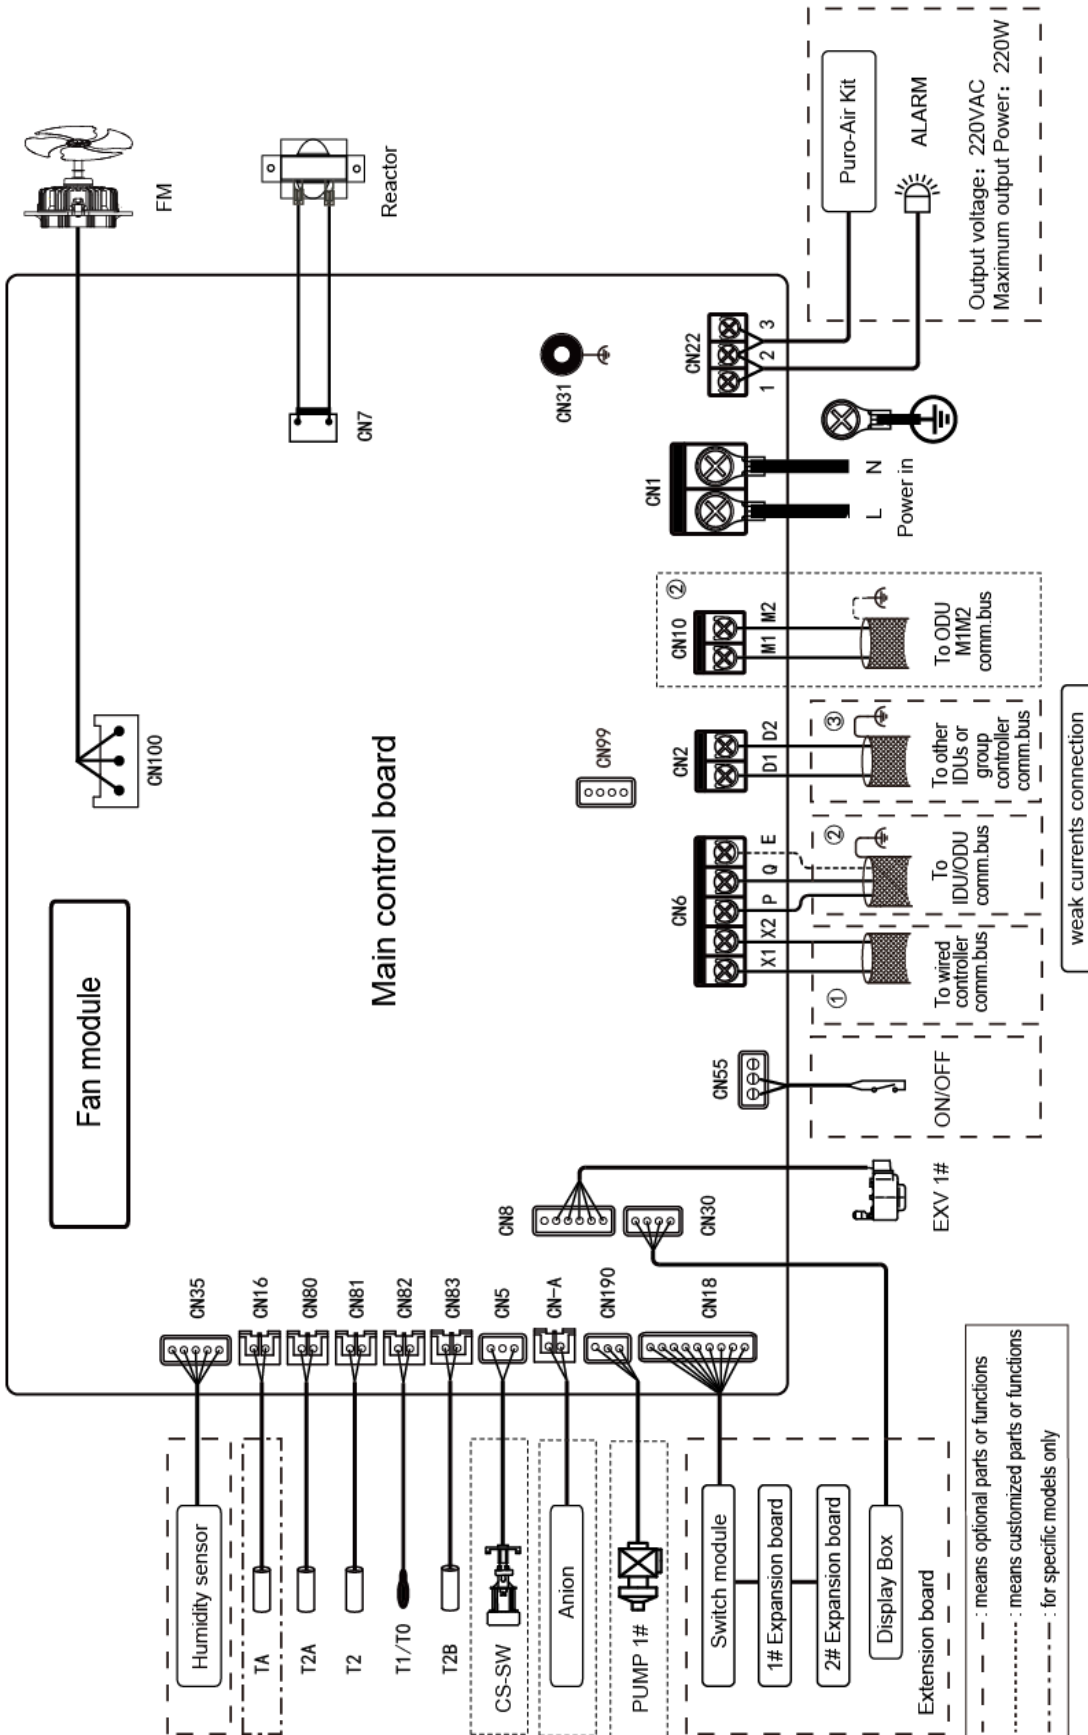 FM
Reactor
CN7
CN100
Fan module
Main control board
CN31
CN99
CN35
CN16
CN80
CN81
CN82
CN83
CN5
CN-A
CN190
CN18
CN8
CN30
Humidity sensor
TA
T2A
T2
T1/T0
T2B
CS-SW
Anion
PUMP 1#
Switch module
1# Expansion board
2# Expansion board
Display Box
Extension board
EXV 1#
CN55
ON/OFF
CN6
X1 X2 P Q E
①
To wired
controller
comm.bus
②
To
IDU/ODU
comm.bus
CN2
D1 D2
③
To other
IDUs or
group
controller
comm.bus
CN10
②
M1 M2
To ODU
M1M2
comm.bus
CN1
L N
Power in
CN22
1 2 3
Puro-Air Kit
ALARM
Output voltage: 220VAC
Maximum output Power: 220W
weak currents connection
: means optional parts or functions
: means customized parts or functions
: for specific models only